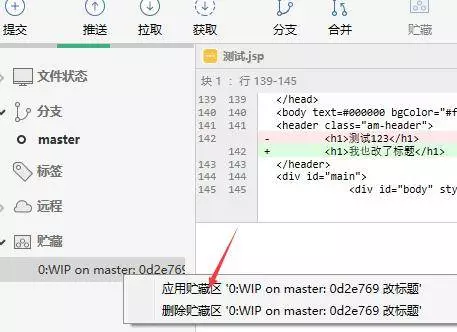 提交 推送 拉取 获取 分支 合并 贮藏
文件状态
分支
master
标签
远程
贮藏
0:WIP on master: 0d2e769
测试.jsp
块 1 : 行 139-145
139 139 </head>
140 140 <body text=#000000 bgColor="#f
141 141 <header class="am-header">
142 - <h1>测试123</h1>
142 + <h1>我也改了标题</h1>
143 143 </header>
144 144 <div id="main">
145 145 <div id="body" sty
应用贮藏区 '0:WIP on master: 0d2e769 改标题'
删除贮藏区 '0:WIP on master: 0d2e769 改标题'